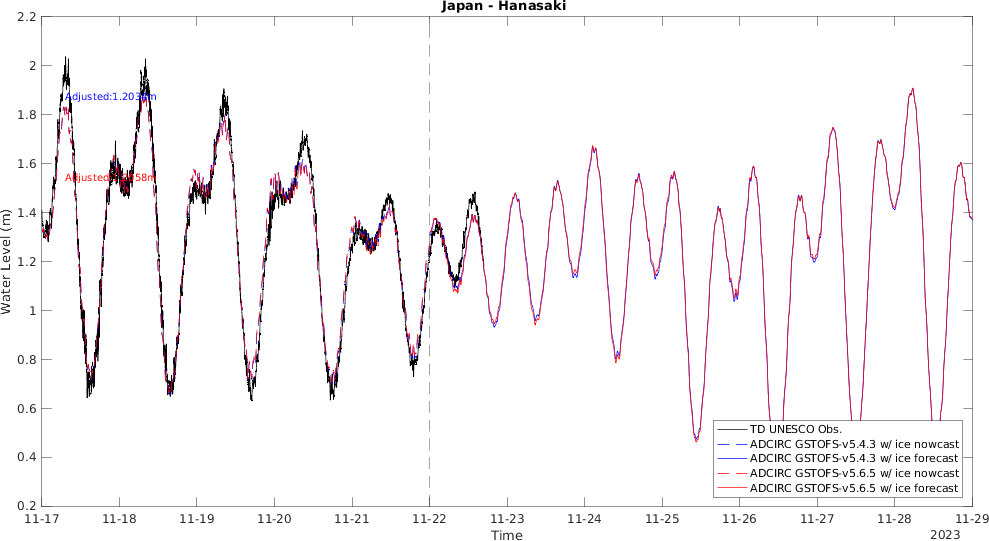 Japan - Hanasaki
2.2
2
1.8
1.6
1.4
1.2
1
0.8
0.6
0.4
0.2
Water Level (m)
Adjusted:1.203
TD UNESCO Obs.
ADCIRC GSTOFS-v5.4.3 w/ ice nowcast
ADCIRC GSTOFS-v5.4.3 w/ ice forecast
ADCIRC GSTOFS-v5.6.5 w/ ice nowcast
ADCIRC GSTOFS-v5.6.5 w/ ice forecast
11-17 11-18 11-19 11-20 11-21 11-22 11-23 11-24 11-25 11-26 11-27 11-28 11-29
Time
2023